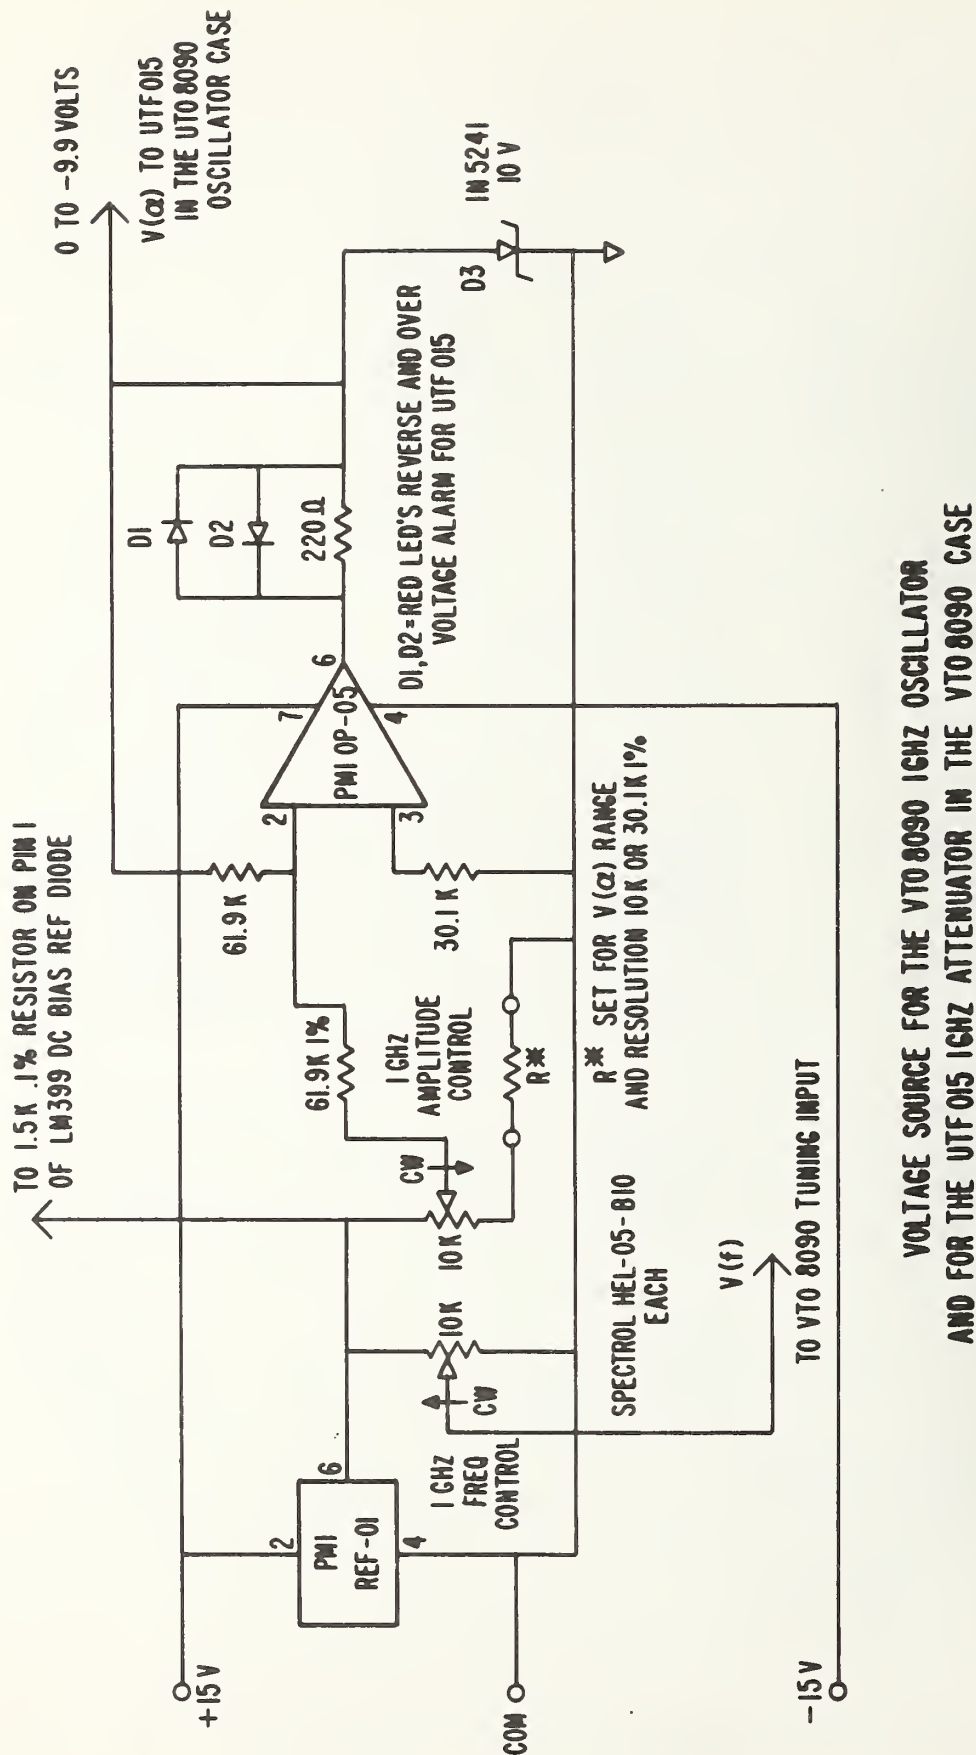 TO 1.5K .1% RESISTOR ON PIN 1
OF LM399 DC BIAS REF DIODE
0 TO -9.9 VOLTS
V(α) TO UTF015
IN THE UTO 8090
OSCILLATOR CASE
+15V
COM
-15V
2
PMI
REF-01
6
4
1 GHZ
FREQ
CONTROL
CW
10K
10K
CW
SPECTROL HEL-05-B10
EACH
V(f)
TO VTO 8090 TUNING INPUT
61.9K 1%
1 GHZ
AMPLITUDE
CONTROL
R*
R* SET FOR V(α) RANGE
AND RESOLUTION 10K OR 30.1K 1%
61.9K
30.1K
2
3
PMI OP-05
7
4
6
D1
D2
220Ω
D1,D2=RED LED'S REVERSE AND OVER
VOLTAGE ALARM FOR UTF 015
D3
IN 5241
10 V
VOLTAGE SOURCE FOR THE VTO 8090 1GHZ OSCILLATOR
AND FOR THE UTF 015 1GHZ ATTENUATOR IN THE VTO 8090 CASE